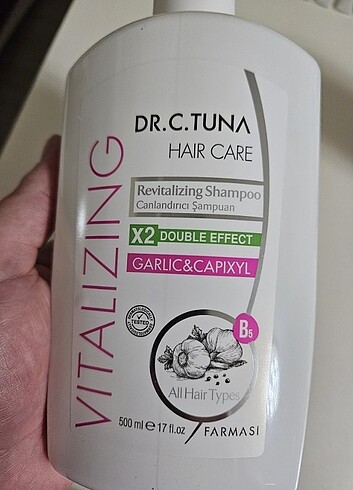 VITALIZING
DR.C.TUNA
HAIR CARE
Revitalizing Shampoo
Canlandırıcı Şampuan
X2 DOUBLE EFFECT
GARLIC&CAPIXYL
TESTED
B5
All Hair Types
500 ml e 17 fl.oz
FARMASI